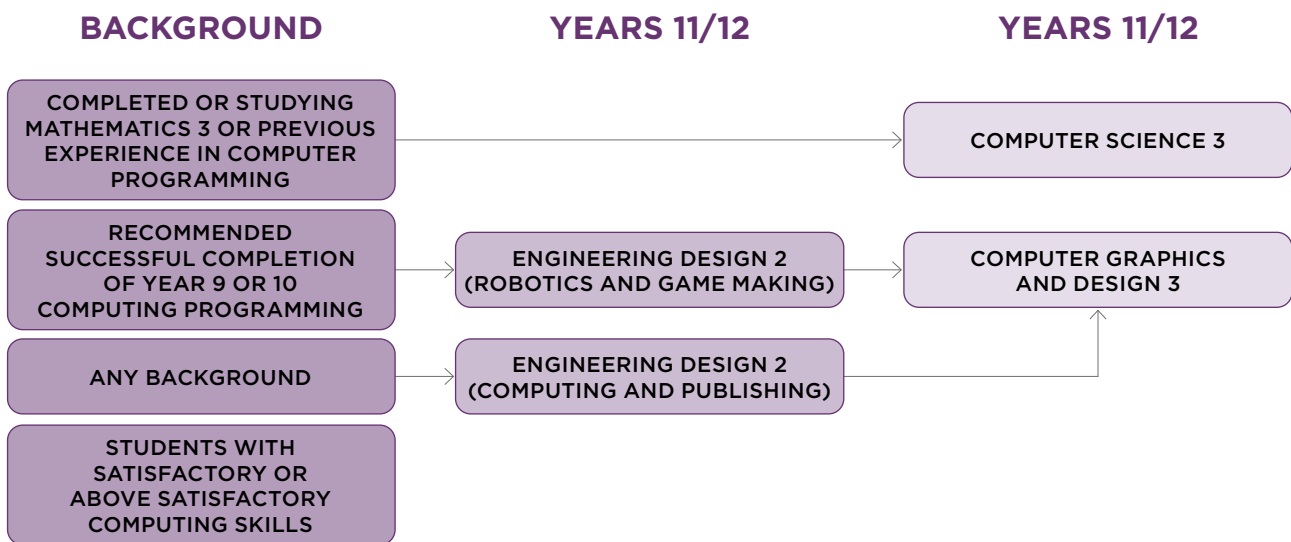 BACKGROUND
YEARS 11/12
YEARS 11/12
COMPLETED OR STUDYING
MATHEMATICS 3 OR PREVIOUS
EXPERIENCE IN COMPUTER
PROGRAMMING
COMPUTER SCIENCE 3
RECOMMENDED
SUCCESSFUL COMPLETION
OF YEAR 9 OR 10
COMPUTING PROGRAMMING
ENGINEERING DESIGN 2
(ROBOTICS AND GAME MAKING)
COMPUTER GRAPHICS
AND DESIGN 3
ANY BACKGROUND
ENGINEERING DESIGN 2
(COMPUTING AND PUBLISHING)
STUDENTS WITH
SATISFACTORY OR
ABOVE SATISFACTORY
COMPUTING SKILLS